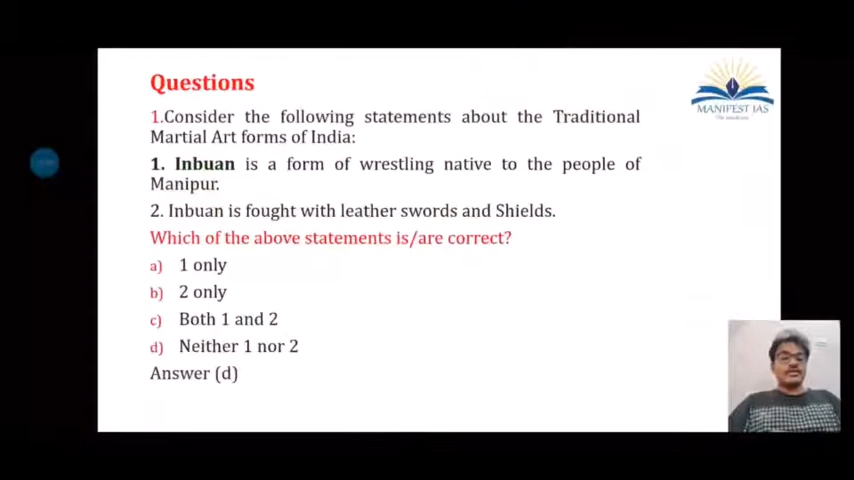 Questions
MANIFEST IAS
1.Consider the following statements about the Traditional
Martial Art forms of India:
1. Inbuan is a form of wrestling native to the people of
Manipur.
2. Inbuan is fought with leather swords and Shields.
Which of the above statements is/are correct?
a) 1 only
b) 2 only
c) Both 1 and 2
d) Neither 1 nor 2
Answer (d)